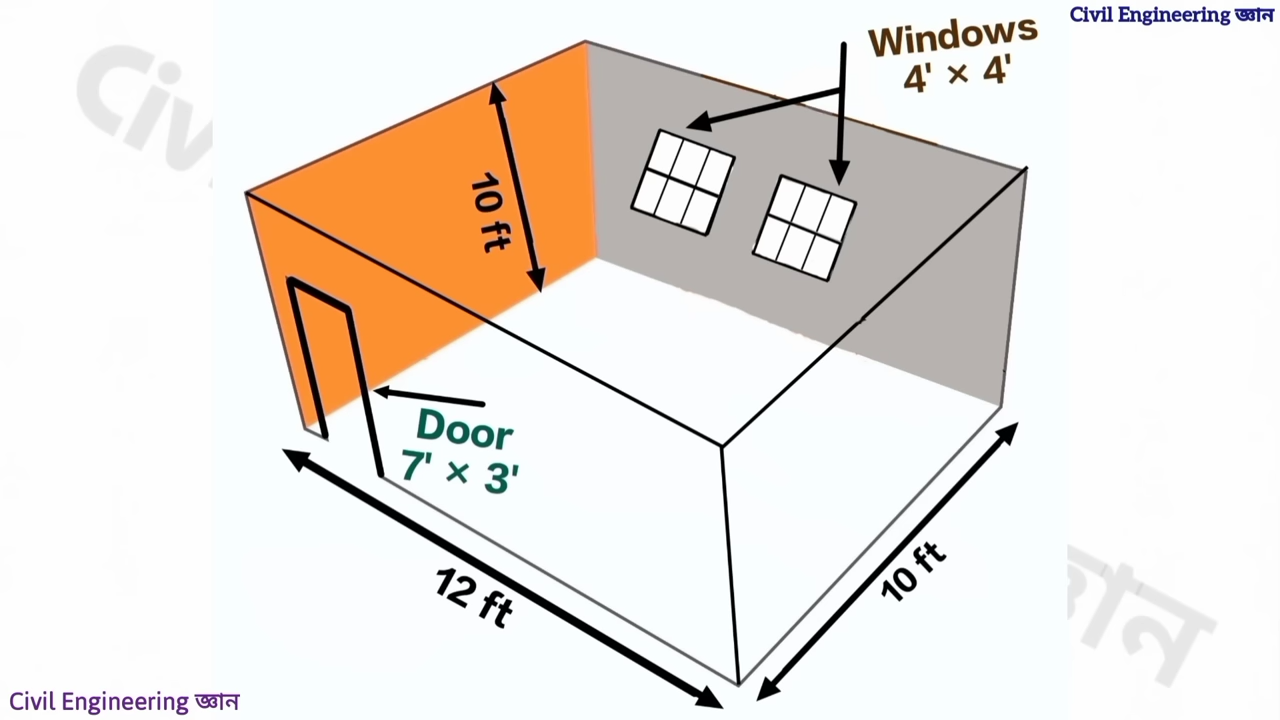 Civil Engineering জ্ঞান
Windows
4' × 4'
10 ft
Door
7' × 3'
12 ft
10 ft
Civil Engineering জ্ঞান